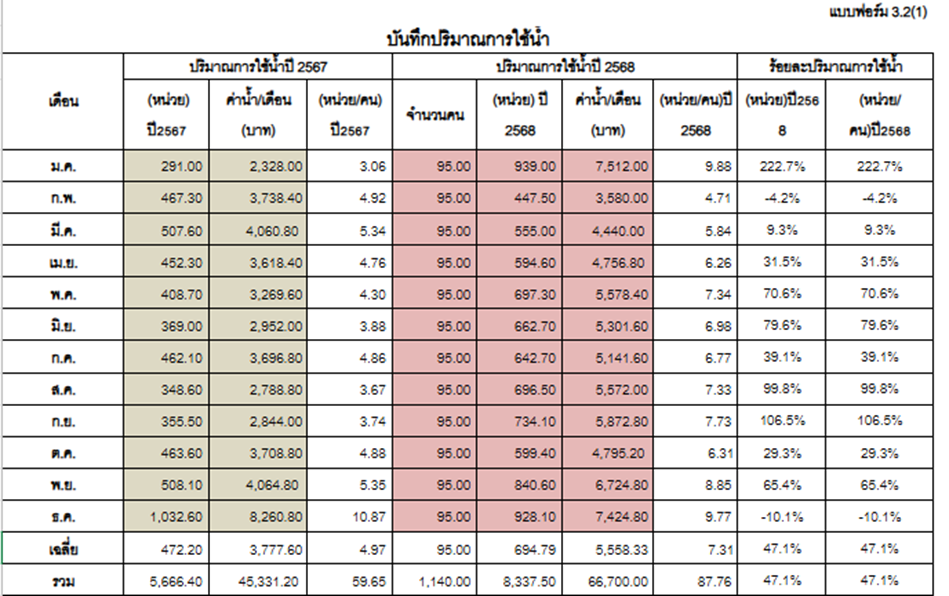 แบบฟอร์ม 3.2(1)
บันทึกปริมาณการใช้น้ำ
เดือน ปริมาณการใช้น้ำปี 2567 ปริมาณการใช้น้ำปี 2568 ร้อยละปริมาณการใช้น้ำ
(หน่วย) ปี2567 ค่าน้ำ/เดือน (บาท) (หน่วย/คน) ปี2567 จำนวนคน (หน่วย) ปี 2568 ค่าน้ำ/เดือน (บาท) (หน่วย/คน)ปี 2568 (หน่วย)ปี2568 (หน่วย/คน)ปี2568
ม.ค. 291.00 2,328.00 3.06 95.00 939.00 7,512.00 9.88 222.7% 222.7%
ก.พ. 467.30 3,738.40 4.92 95.00 447.50 3,580.00 4.71 -4.2% -4.2%
มี.ค. 507.60 4,060.80 5.34 95.00 555.00 4,440.00 5.84 9.3% 9.3%
เม.ย. 452.30 3,618.40 4.76 95.00 594.60 4,756.80 6.26 31.5% 31.5%
พ.ค. 408.70 3,269.60 4.30 95.00 697.30 5,578.40 7.34 70.6% 70.6%
มิ.ย. 369.00 2,952.00 3.88 95.00 662.70 5,301.60 6.98 79.6% 79.6%
ก.ค. 462.10 3,696.80 4.86 95.00 642.70 5,141.60 6.77 39.1% 39.1%
ส.ค. 348.60 2,788.80 3.67 95.00 696.50 5,572.00 7.33 99.8% 99.8%
ก.ย. 355.50 2,844.00 3.74 95.00 734.10 5,872.80 7.73 106.5% 106.5%
ต.ค. 463.60 3,708.80 4.88 95.00 599.40 4,795.20 6.31 29.3% 29.3%
พ.ย. 508.10 4,064.80 5.35 95.00 840.60 6,724.80 8.85 65.4% 65.4%
ธ.ค. 1,032.60 8,260.80 10.87 95.00 928.10 7,424.80 9.77 -10.1% -10.1%
เฉลี่ย 472.20 3,777.60 4.97 95.00 694.79 5,558.33 7.31 47.1% 47.1%
รวม 5,666.40 45,331.20 59.65 1,140.00 8,337.50 66,700.00 87.76 47.1% 47.1%